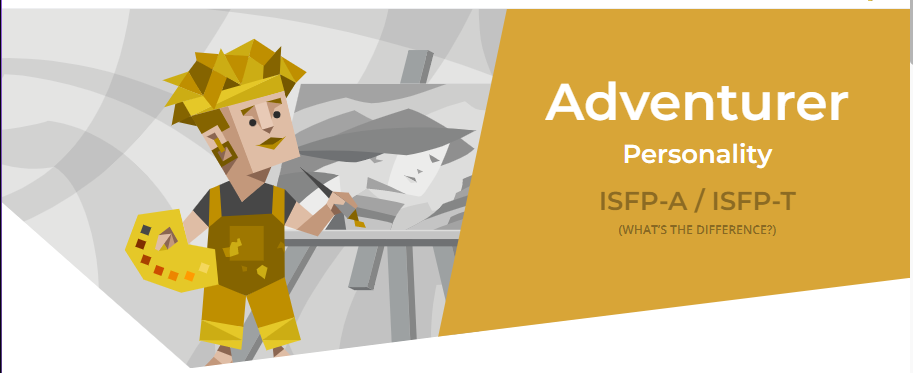 Adventurer
Personality
ISFP-A / ISFP-T
(WHAT'S THE DIFFERENCE?)